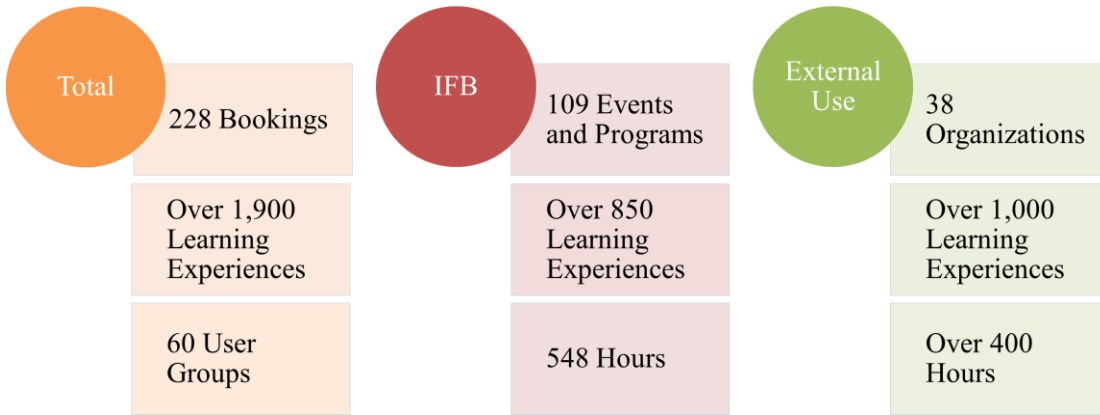 Total
228 Bookings
Over 1,900
Learning
Experiences
60 User
Groups
IFB
109 Events
and Programs
Over 850
Learning
Experiences
548 Hours
External
Use
38
Organizations
Over 1,000
Learning
Experiences
Over 400
Hours